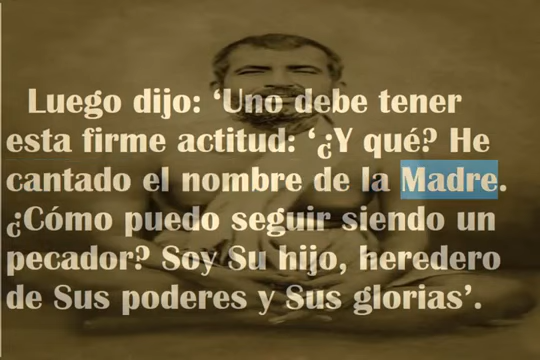 Luego dijo: ‘Uno debe tener
esta firme actitud: ‘¿Y qué? He
cantado el nombre de la Madre.
¿Cómo puedo seguir siendo un
pecador? Soy Su hijo, heredero
de Sus poderes y Sus glorias’.